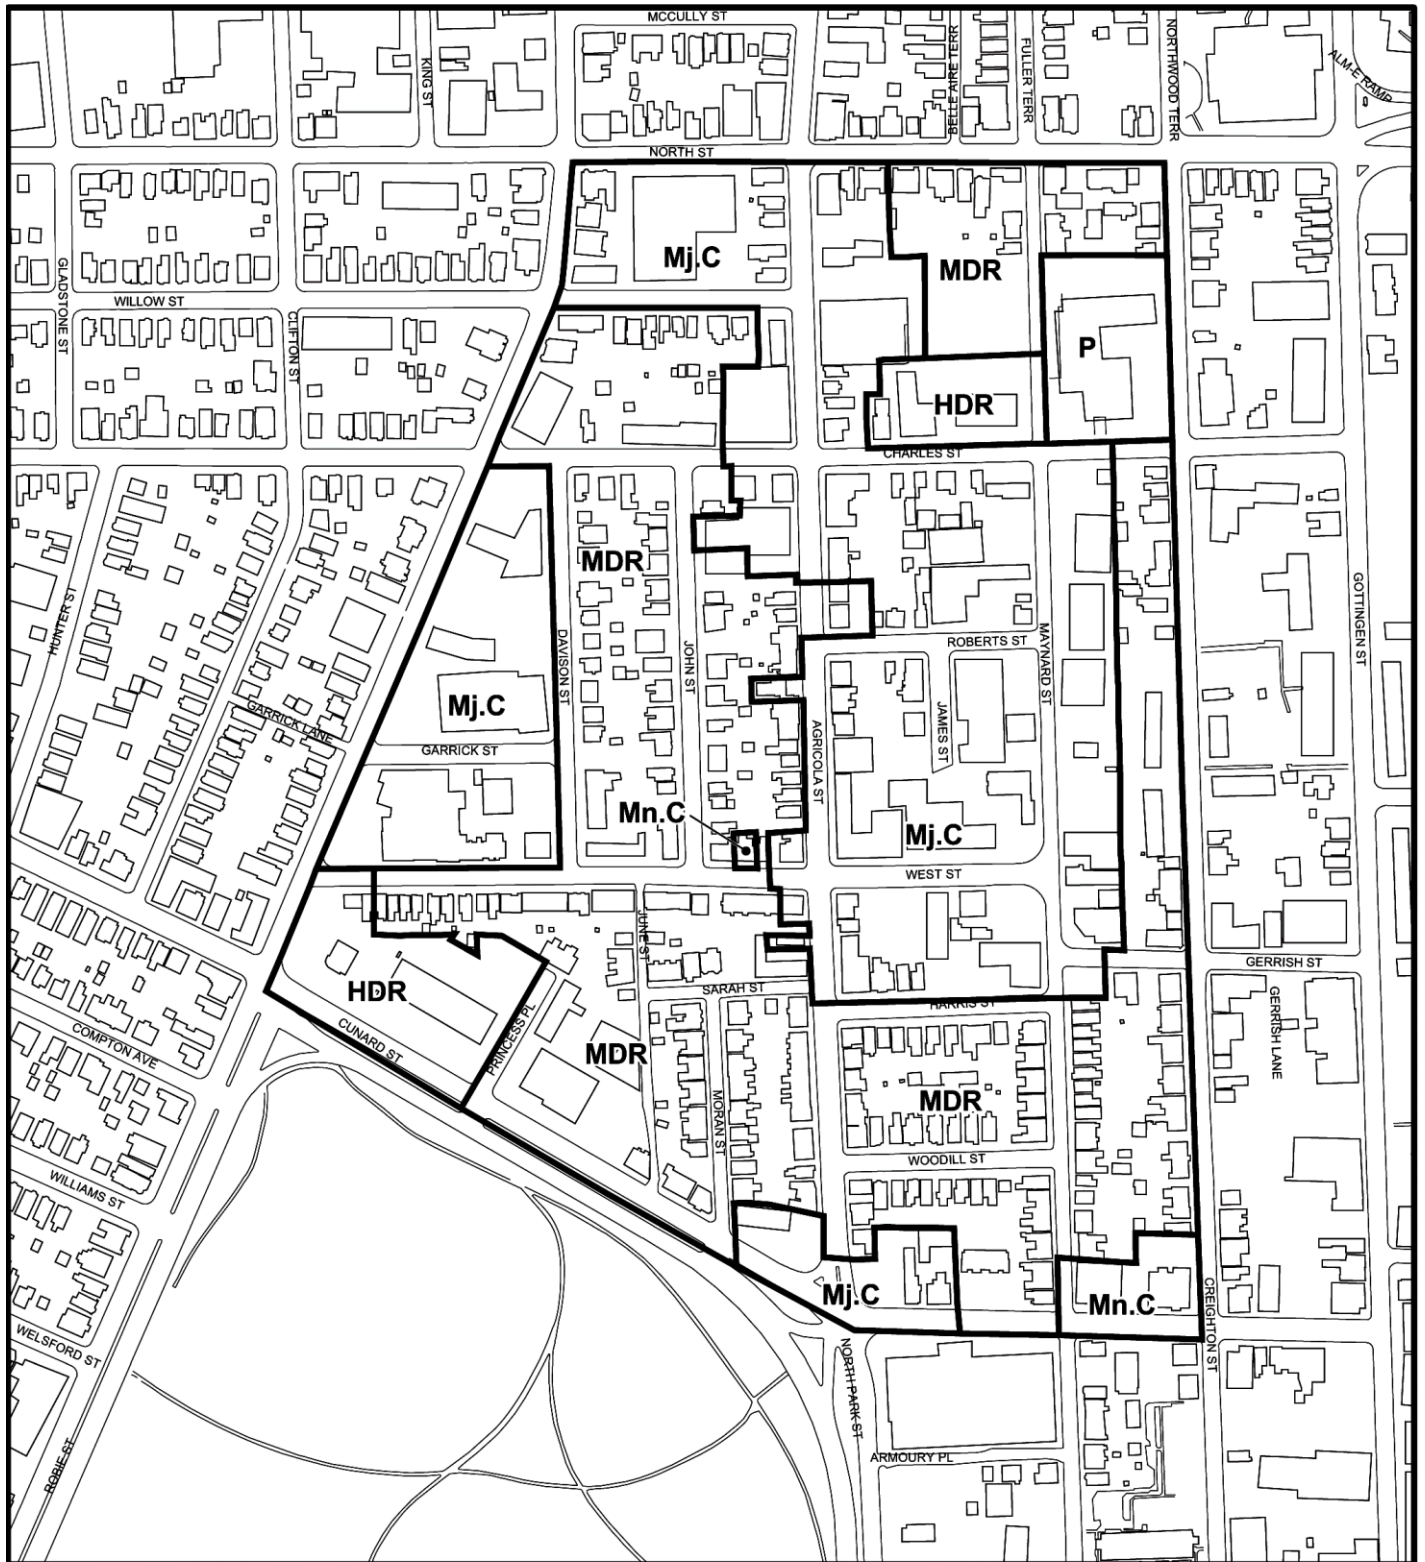 MCCULLY ST
KING ST
BELLE AIRE TERR
FULLER TERR
NORTHWOOD TERR
ALM-E RAMP
NORTH ST
Mj.C
MDR
GLADSTONE ST
WILLOW ST
CLIFTON ST
P
HDR
CHARLES ST
MDR
HUNTER ST
GOTTINGEN ST
DAVISON ST
JOHN ST
ROBERTS ST
MAYNARD ST
Mj.C
GARRICK LANE
GARRICK ST
AGRICOLA ST
JAMES ST
Mn.C
Mj.C
WEST ST
JUNE ST
GERRISH ST
HDR
SARAH ST
HARRIS ST
GERRISH LANE
COMPTON AVE
CUNARD ST
PRINCESS PL
MDR
MORAN ST
MDR
WOODILL ST
WILLIAMS ST
Mj.C
Mn.C
CREIGHTON ST
WELSFORD ST
NORTH PARK ST
ROBIE ST
ARMOURY PL